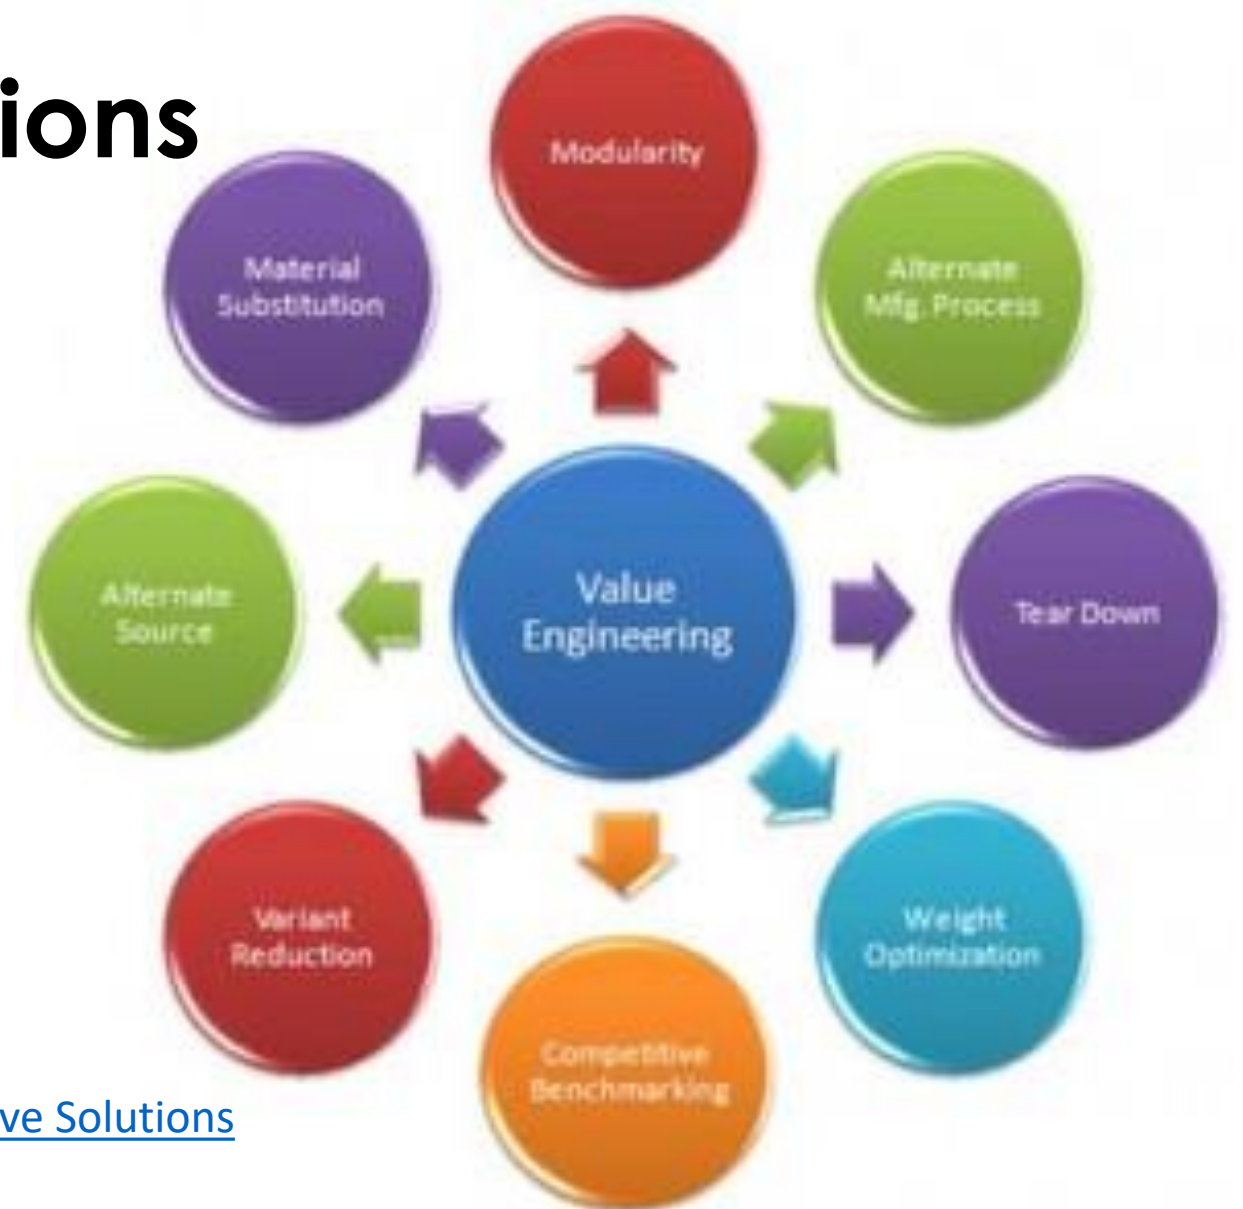 ions
Modularity
Material
Substitution
Alternate
Mfg. Process
Alternate
Source
Value
Engineering
Tear Down
Variant
Reduction
Weight
Optimization
Competitive
Benchmarking
ve Solutions